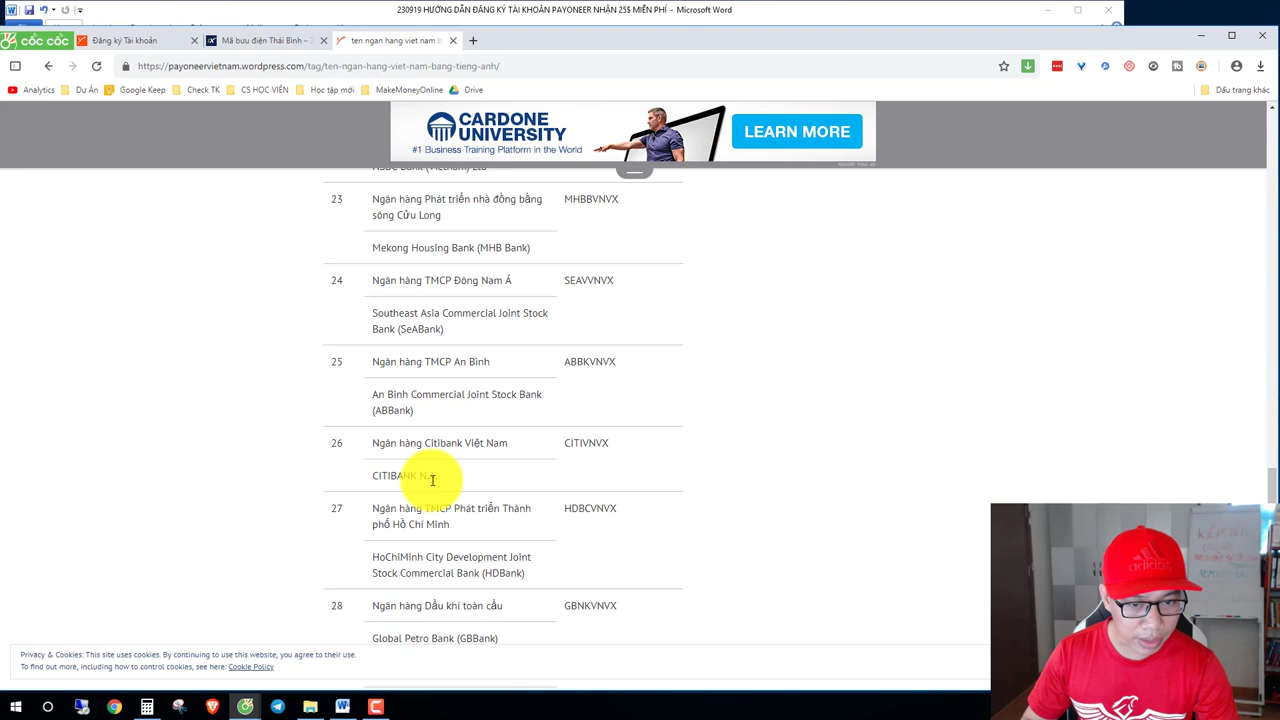 230919 HƯỚNG DẪN ĐĂNG KÝ TÀI KHOẢN PAYONEER VIỆT NAM 25$ MIỄN PHÍ - Microsoft Word
CỐC CỐC
Đăng ký Tài khoản
Mã bưu điện Thái Bình –
ten ngan hang viet nam b
https://payoneervietnam.wordpress.com/tag/ten-ngan-hang-viet-nam-bang-tieng-anh/
Analytics
Dự Án
Google Keep
Check TK
CS HỌC VIÊN
Học tập mới
MakeMoneyOnline
Drive
Dấu trang khác
CARDONE
UNIVERSITY
#1 Business Training Platform in the World
LEARN MORE
23
Ngân hàng Phát triển nhà đồng bằng
sông Cửu Long
MHBBVNVX
Mekong Housing Bank (MHB Bank)
24
Ngân hàng TMCP Đông Nam Á
SEAVVNVX
Southeast Asia Commercial Joint Stock
Bank (SeABank)
25
Ngân hàng TMCP An Bình
ABBKVNVX
An Binh Commercial Joint Stock Bank
(ABBank)
26
Ngân hàng Citibank Việt Nam
CITIVNVX
CITIBANK N.A.
27
Ngân hàng TMCP Phát triển Thành
phố Hồ Chí Minh
HDBCVNVX
HoChiMinh City Development Joint
Stock Commercial Bank (HDBank)
28
Ngân hàng Dầu khí toàn cầu
GBNKVNVX
Global Petro Bank (GBBank)
Privacy & Cookies: This site uses cookies. By continuing to use this website, you agree to their use.
To find out more, including how to control cookies, see here: Cookie Policy
adidas